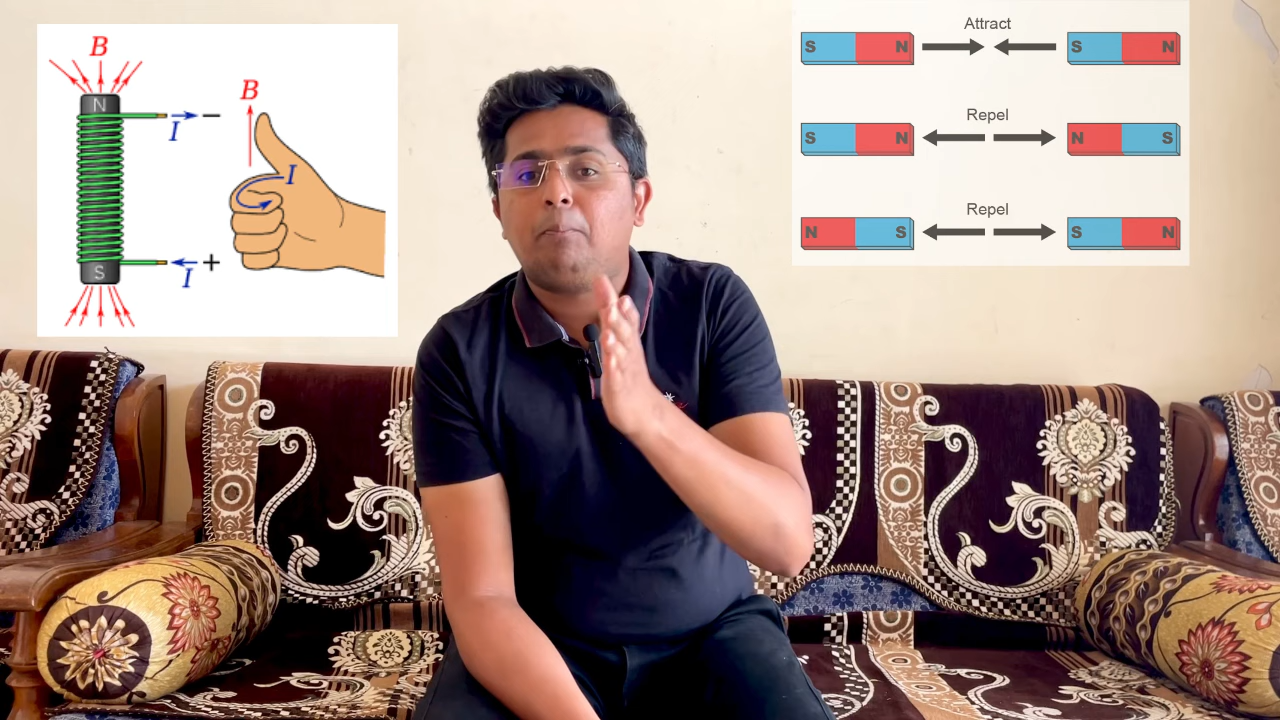 B
N
I −
B
I
S
I +
Attract
S N S N
Repel
S N N S
Repel
N S S N